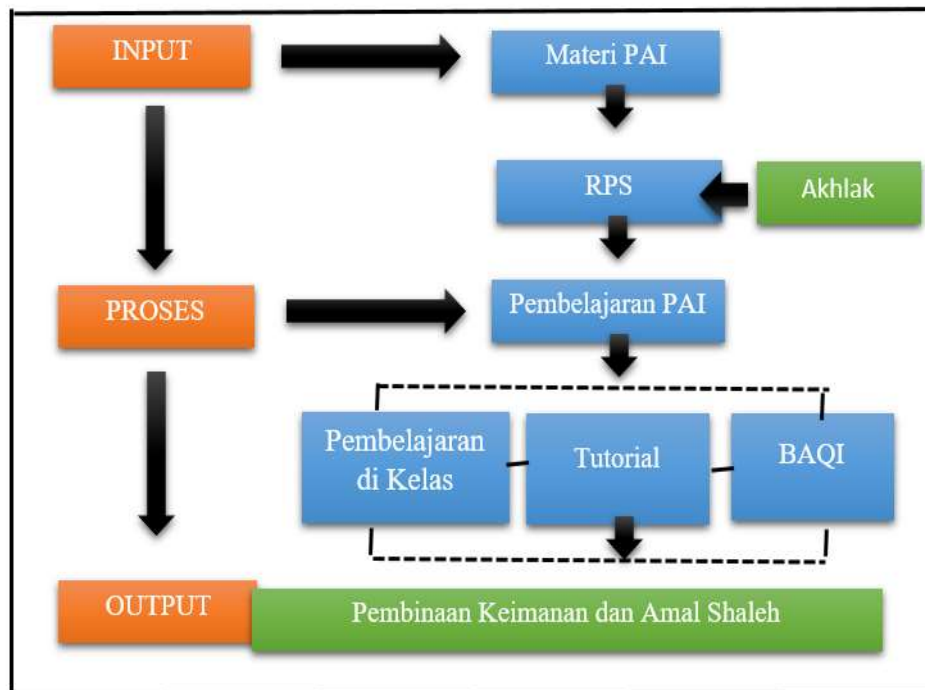 INPUT
Materi PAI
RPS
Akhlak
PROSES
Pembelajaran PAI
Pembelajaran
di Kelas
Tutorial
BAQI
OUTPUT
Pembinaan Keimanan dan Amal Shaleh